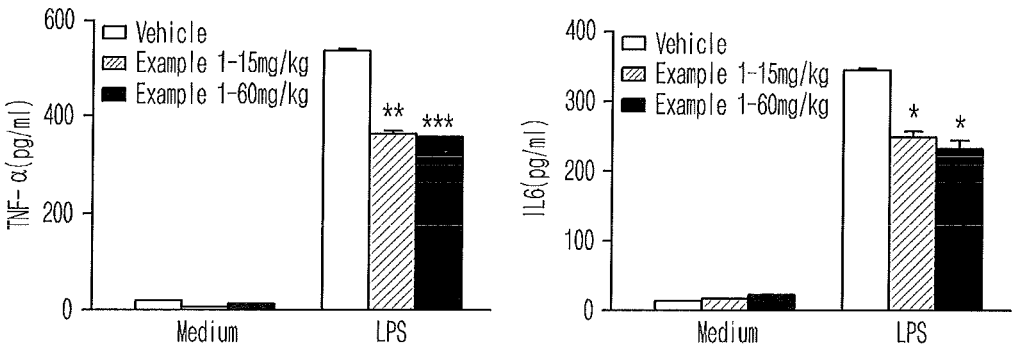 600
400
200
0
TNF-α(pg/ml)
Vehicle
Example 1-15mg/kg
Example 1-60mg/kg
**
***
Medium
LPS
400
300
200
100
0
IL6(pg/ml)
Vehicle
Example 1-15mg/kg
Example 1-60mg/kg
*
*
Medium
LPS